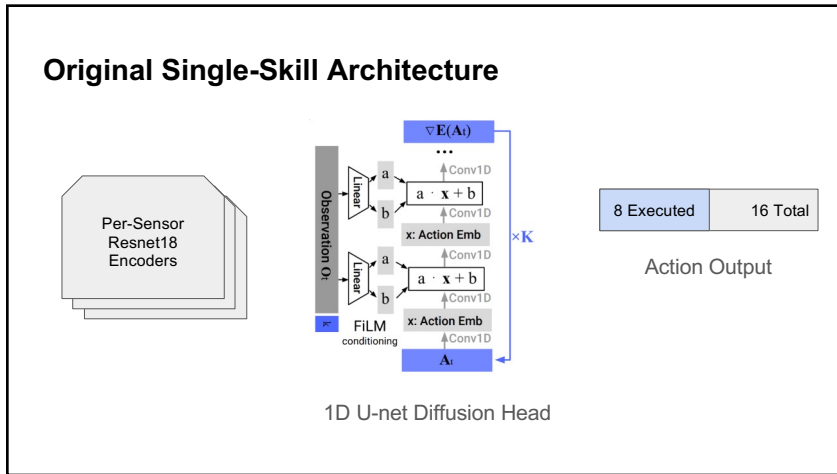 Original Single-Skill Architecture
Per-Sensor
Resnet18
Encoders
▽E(At)
...
Conv1D
Observation Ot
Linear
a
b
a · x + b
Conv1D
x: Action Emb
Conv1D
Linear
a
b
a · x + b
Conv1D
x: Action Emb
Conv1D
At
×K
K
FiLM
conditioning
1D U-net Diffusion Head
8 Executed
16 Total
Action Output